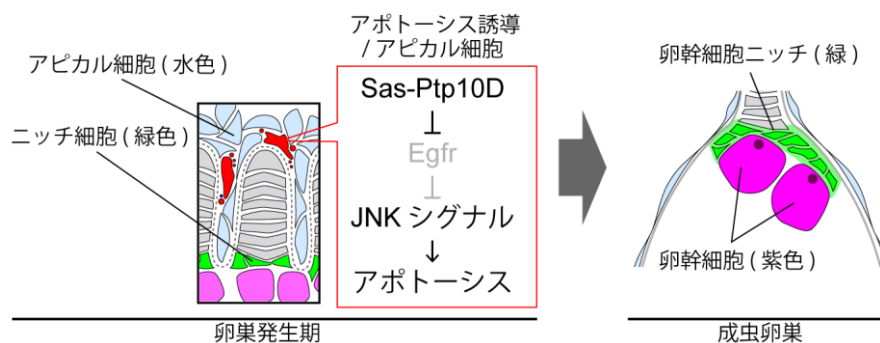 アポトーシス誘導
/ アピカル細胞
アピカル細胞 ( 水色 )
ニッチ細胞 ( 緑色 )
Sas-Ptp10D
Egfr
JNK シグナル
↓
アポトーシス
卵巣発生期
卵幹細胞ニッチ ( 緑 )
卵幹細胞 ( 紫色 )
成虫卵巣